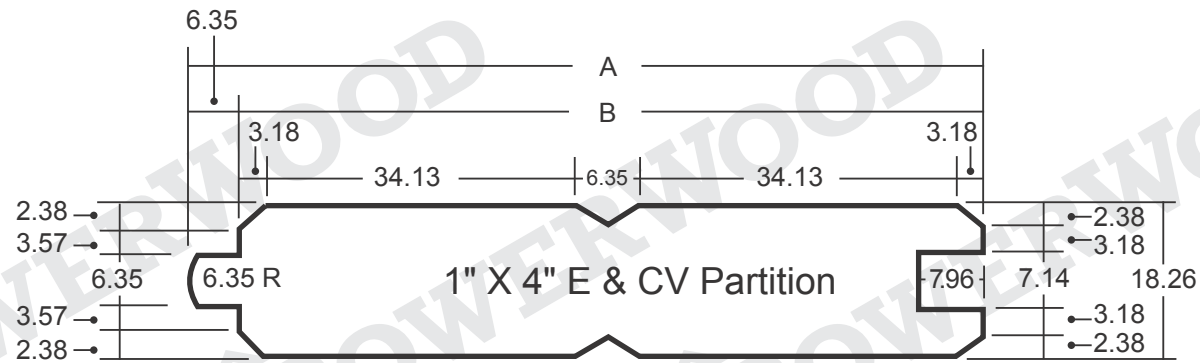 6.35
A
B
3.18 3.18
34.13 6.35 34.13
2.38 2.38
3.57 3.18
6.35 6.35 R 1" X 4" E & CV Partition 7.96 7.14 18.26
3.57 3.18
2.38 2.38
POWERWOOD